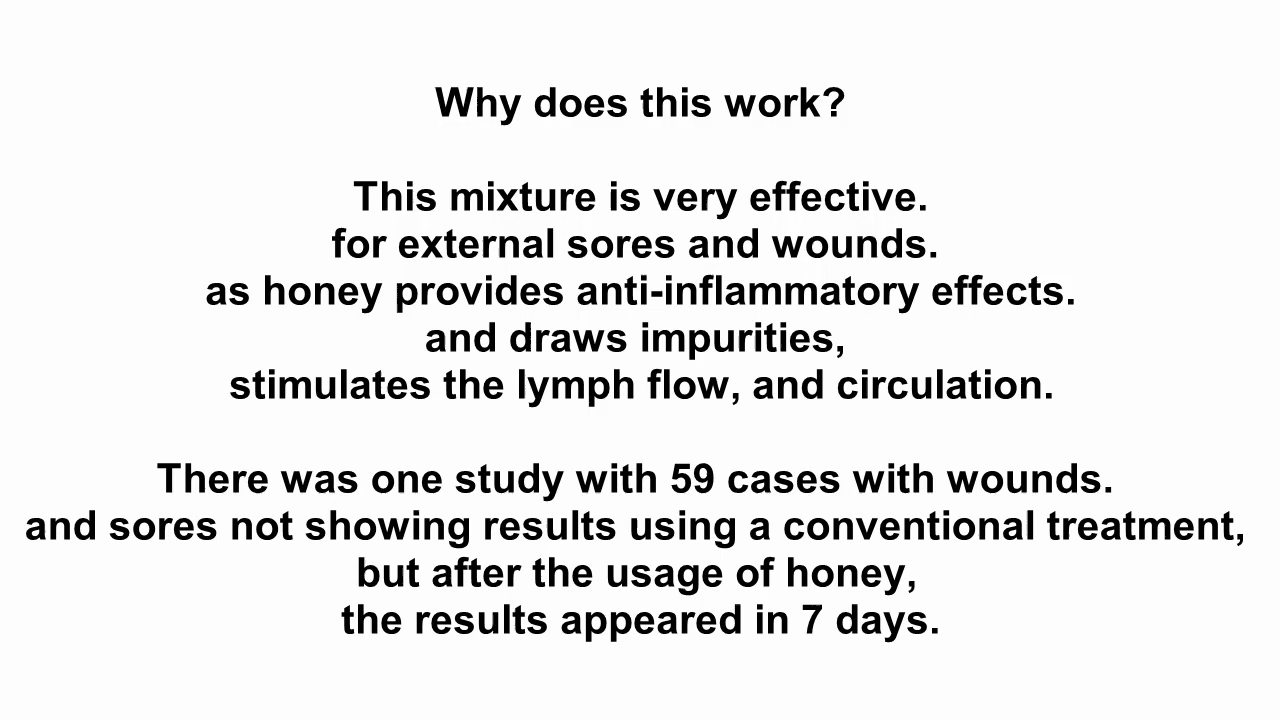 Why does this work?
This mixture is very effective.
for external sores and wounds.
as honey provides anti-inflammatory effects.
and draws impurities,
stimulates the lymph flow, and circulation.
There was one study with 59 cases with wounds.
and sores not showing results using a conventional treatment,
but after the usage of honey,
the results appeared in 7 days.